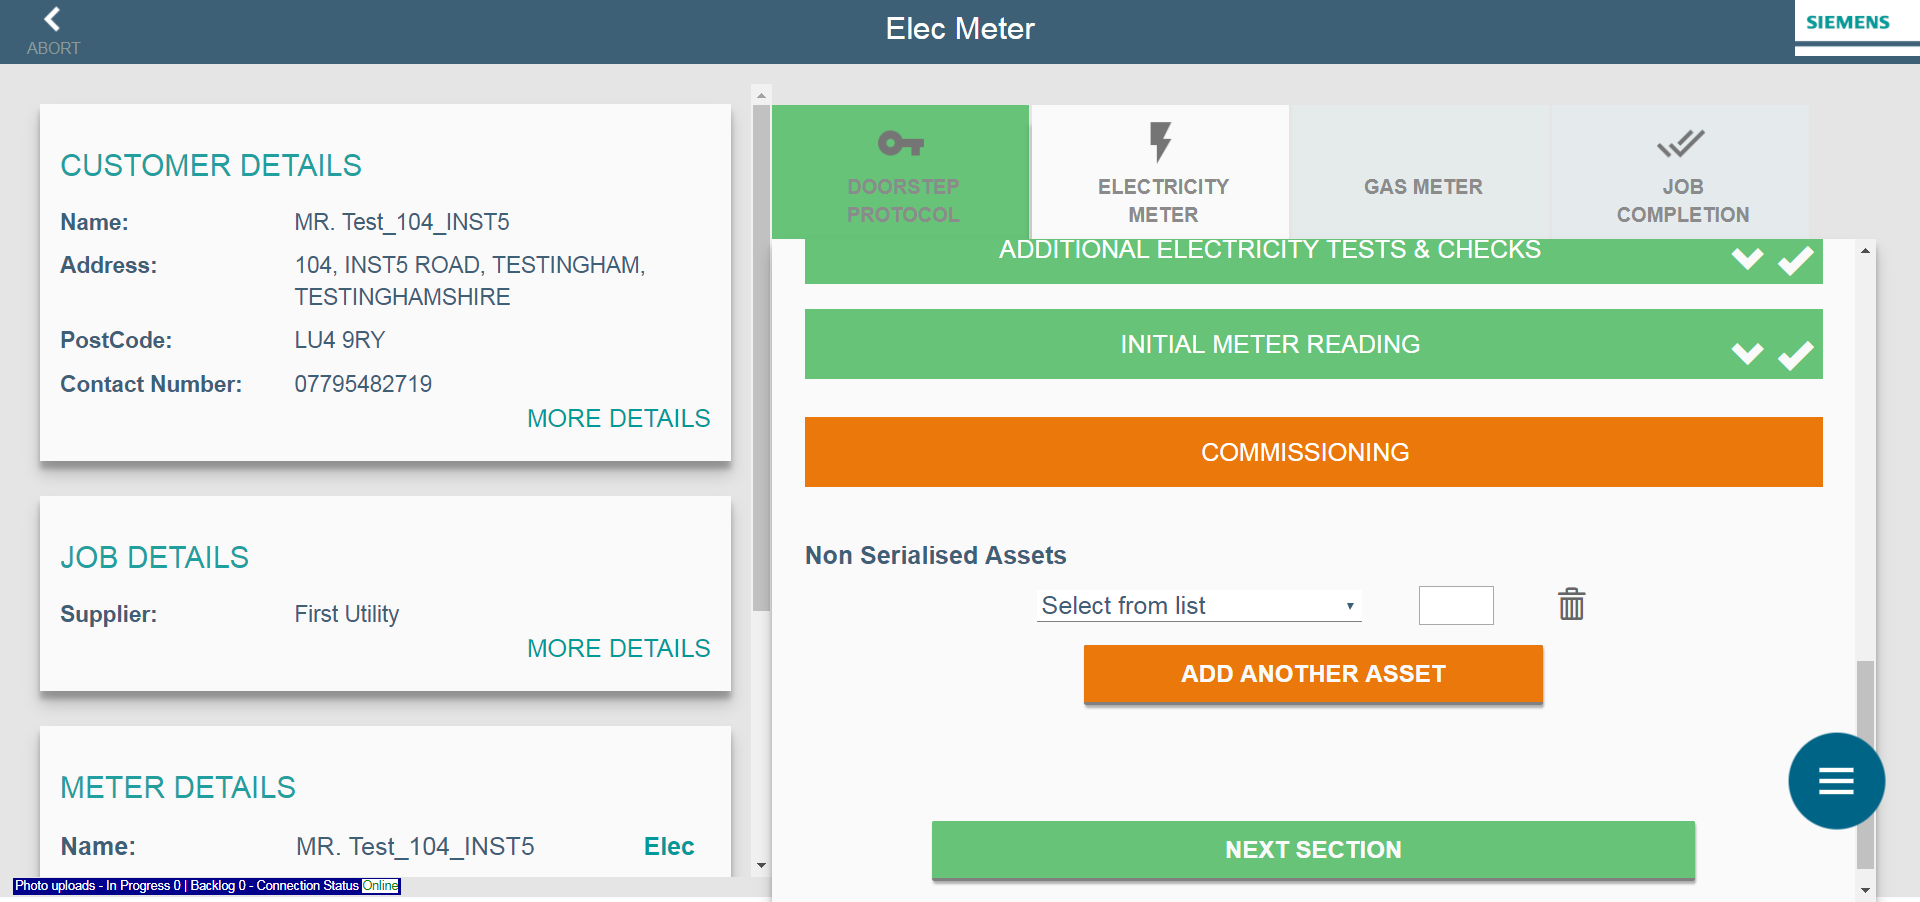 ABORT
Elec Meter
SIEMENS
CUSTOMER DETAILS
Name: MR. Test_104_INST5
Address: 104, INST5 ROAD, TESTINGHAM,
TESTINGHAMSHIRE
PostCode: LU4 9RY
Contact Number: 07795482719
MORE DETAILS
JOB DETAILS
Supplier: First Utility
MORE DETAILS
METER DETAILS
Name: MR. Test_104_INST5 Elec
Photo uploads - In Progress 0 | Backlog 0 - Connection Status Online
DOORSTEP
PROTOCOL
ELECTRICITY
METER
GAS METER
JOB
COMPLETION
ADDITIONAL ELECTRICITY TESTS & CHECKS
INITIAL METER READING
COMMISSIONING
Non Serialised Assets
Select from list
ADD ANOTHER ASSET
NEXT SECTION